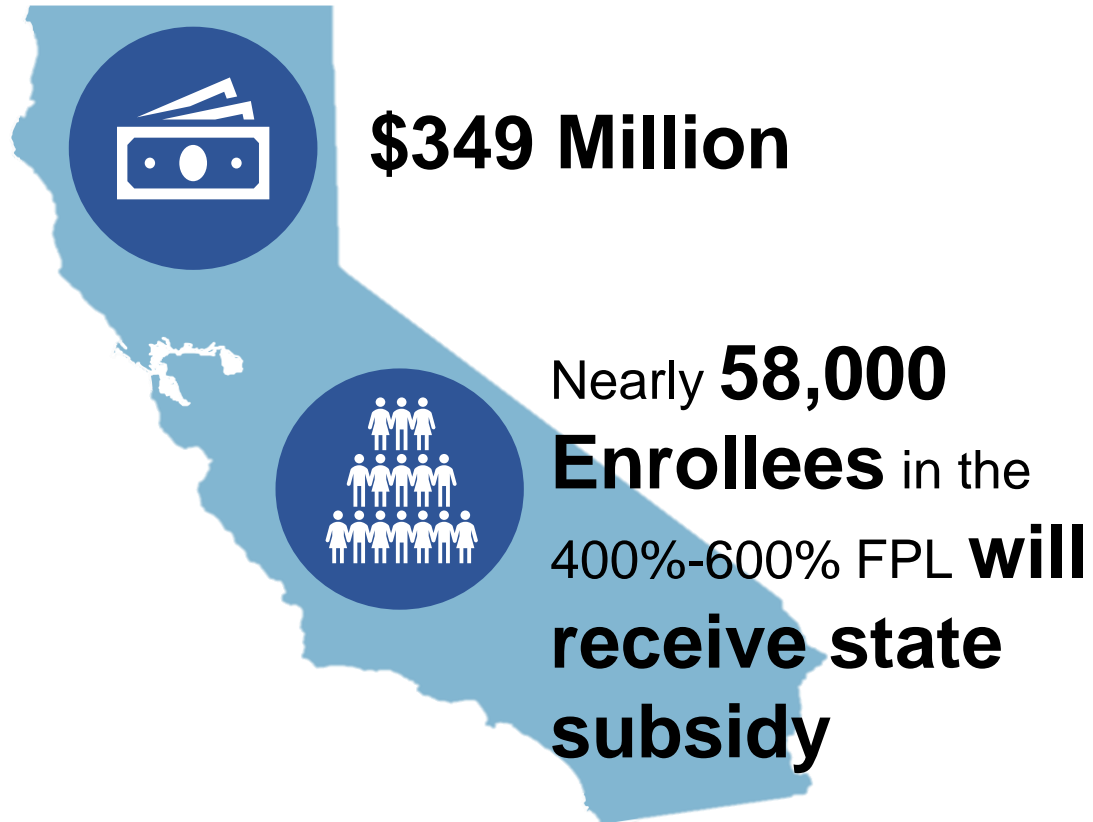 $349 Million
Nearly 58,000
Enrollees in the
400%-600% FPL will
receive state
subsidy